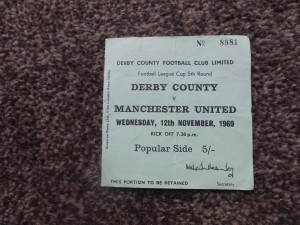 Nº 8981
DERBY COUNTY FOOTBALL CLUB LIMITED
Football League Cup 5th Round
DERBY COUNTY
v
MANCHESTER UNITED
WEDNESDAY, 12th NOVEMBER, 1969
KICK OFF 7.30 p.m.
Popular Side 5/-
THIS PORTION TO BE RETAINED
Secretary